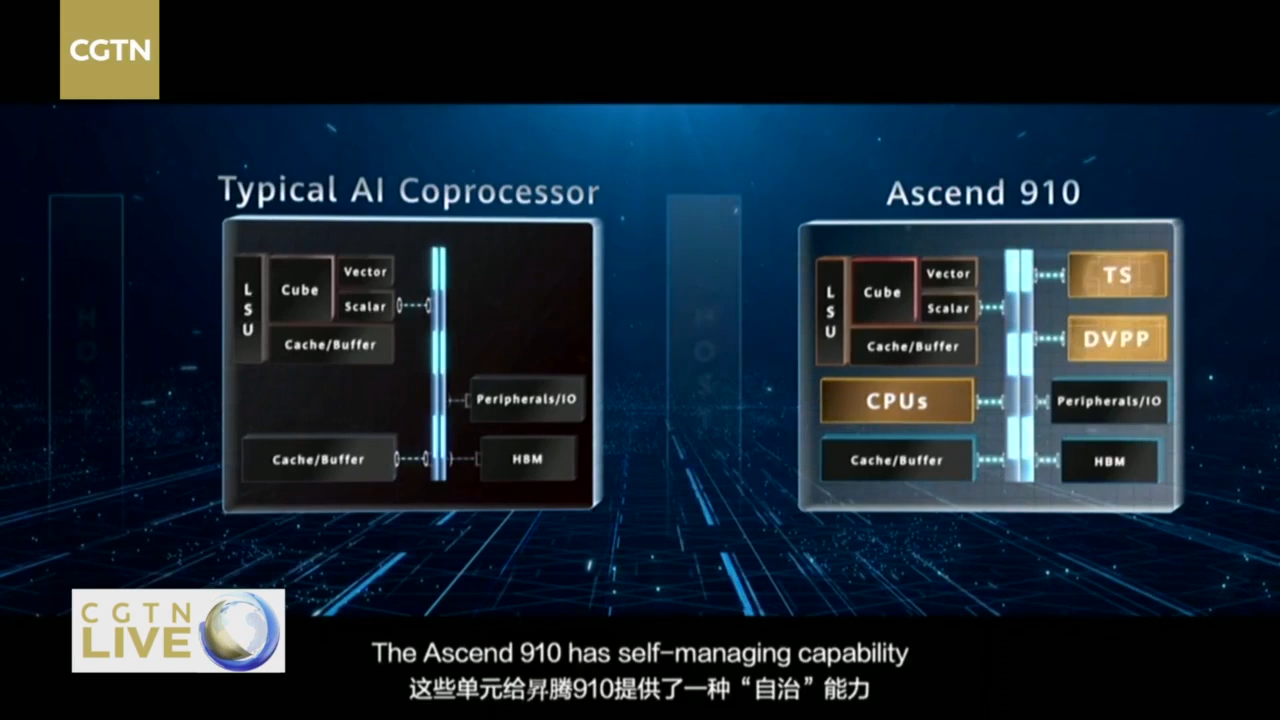 CGTN
Typical AI Coprocessor
LSU
Cube
Vector
Scalar
Cache/Buffer
Peripherals/IO
Cache/Buffer
HBM
Ascend 910
LSU
Cube
Vector
Scalar
Cache/Buffer
TS
DVPP
CPUs
Peripherals/IO
Cache/Buffer
HBM
CGTN
LIVE
The Ascend 910 has self-managing capability
这些单元给昇腾910提供了一种“自治”能力